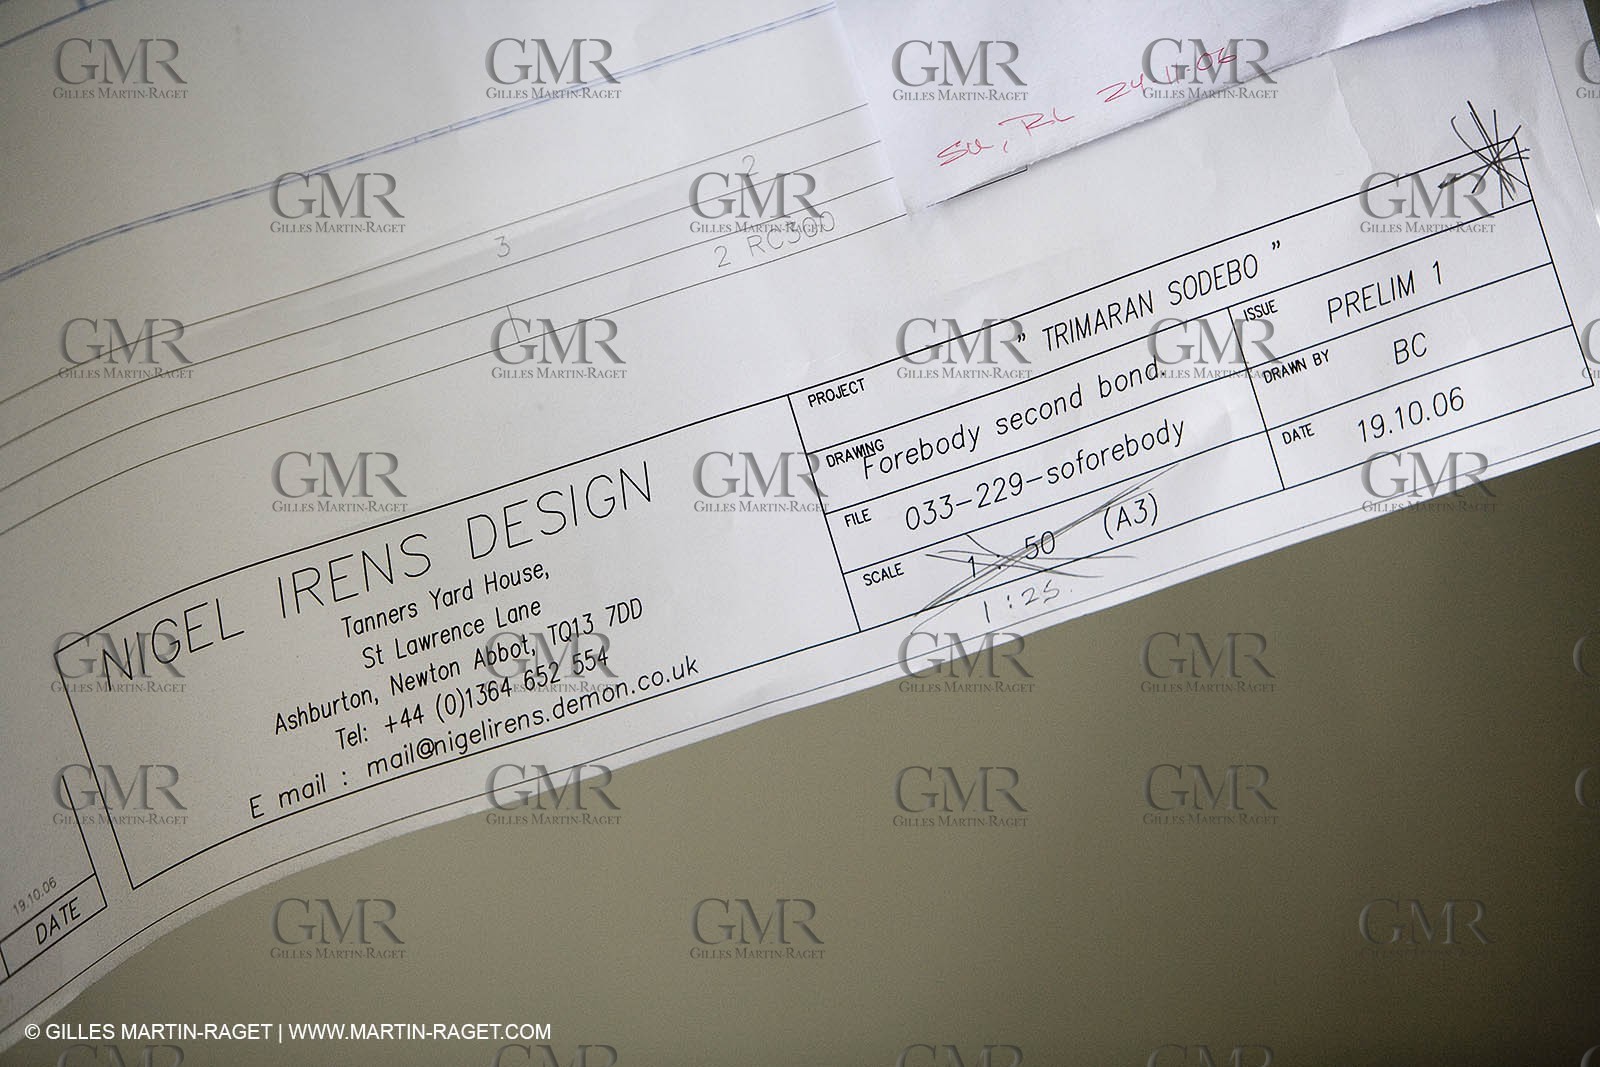 SU, RL 24.11.06
2
3
2 RC300
PROJECT
" TRIMARAN SODEBO "
DRAWING
Forebody second bond.
FILE
033-229-soforebody
SCALE
1 : 50 (A3)
1 : 25.
ISSUE
PRELIM 1
DRAWN BY
BC
DATE
19.10.06
NIGEL IRENS DESIGN
Tanners Yard House,
St Lawrence Lane
Ashburton, Newton Abbot, TQ13 7DD
Tel: +44 (0)1364 652 554
E mail : mail@nigelirens.demon.co.uk
19.10.06
DATE
GMR
GILLES MARTIN-RAGET
© GILLES MARTIN-RAGET | WWW.MARTIN-RAGET.COM